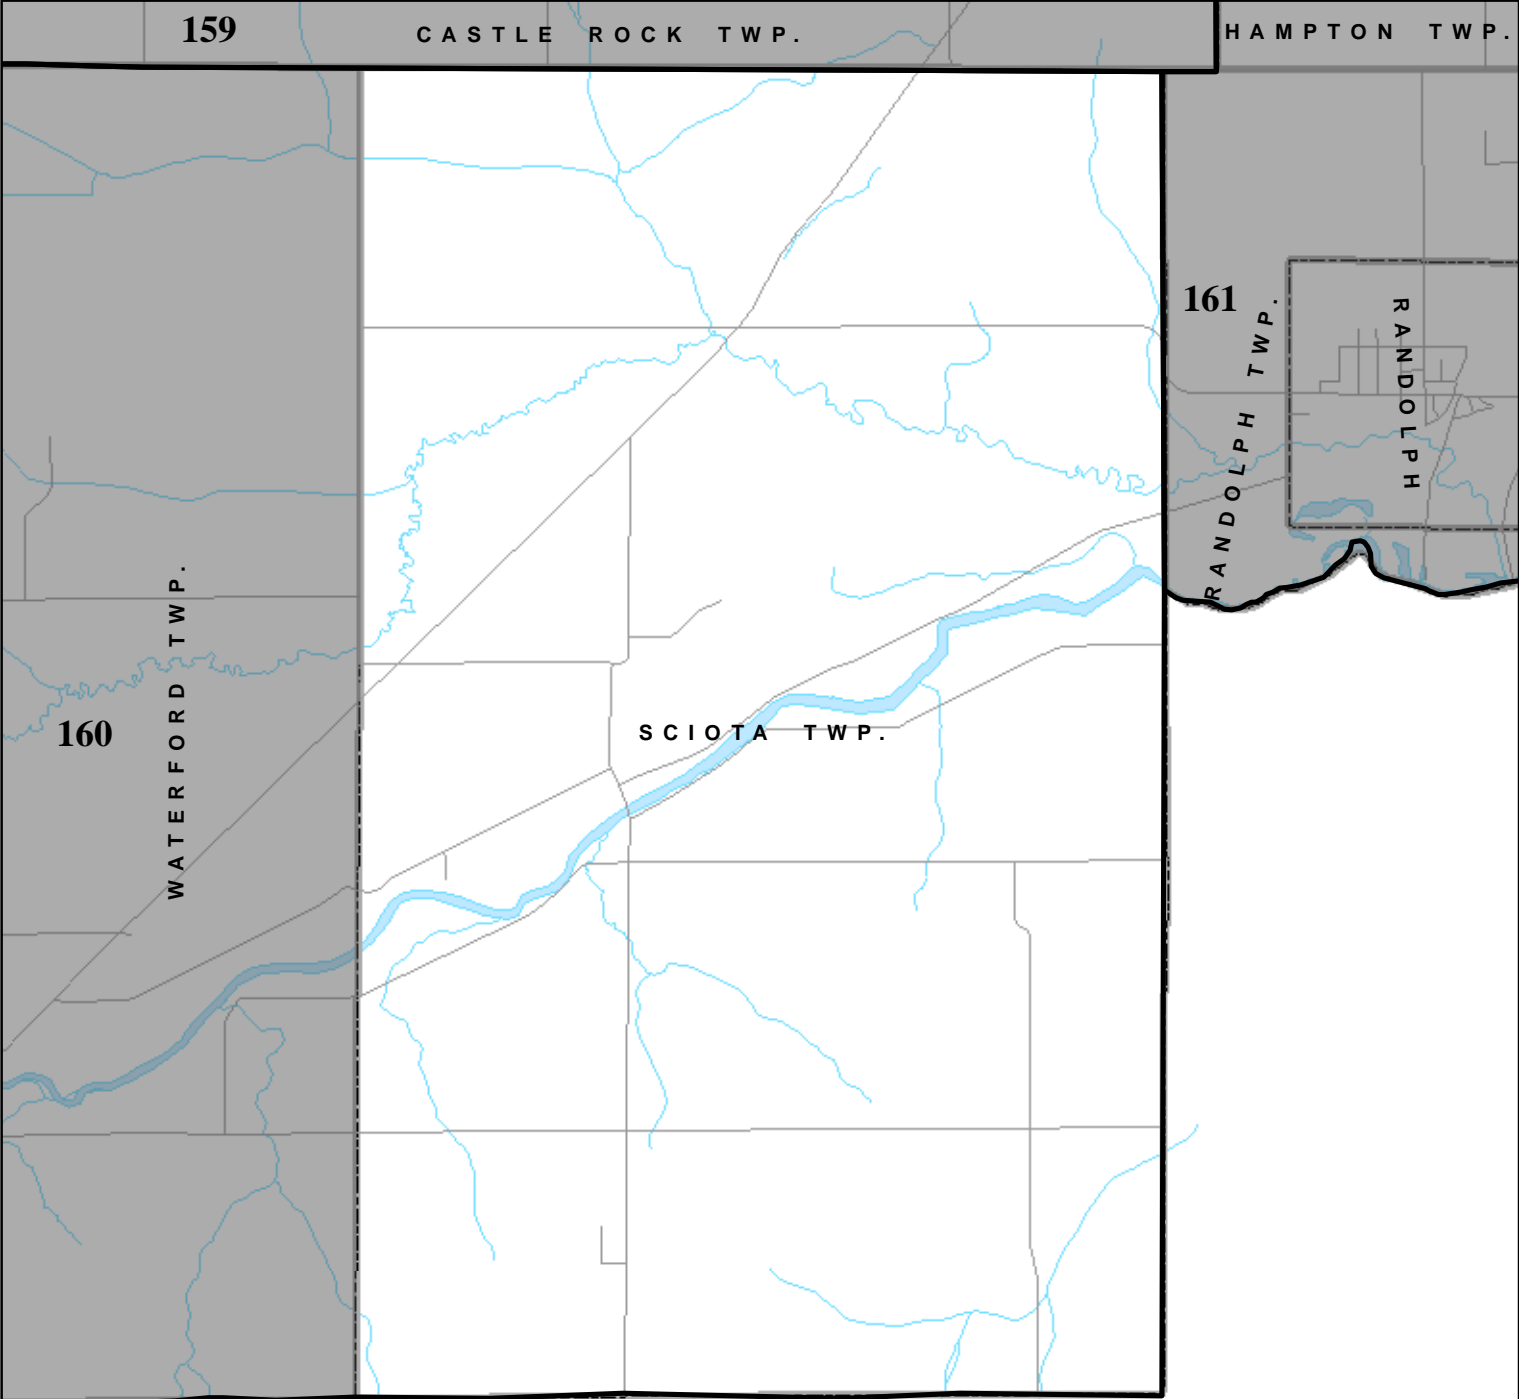 159
CASTLE ROCK TWP.
HAMPTON TWP.
161
RANDOLPH TWP.
RANDOLPH
WATERFORD TWP.
160
SCIOTA TWP.